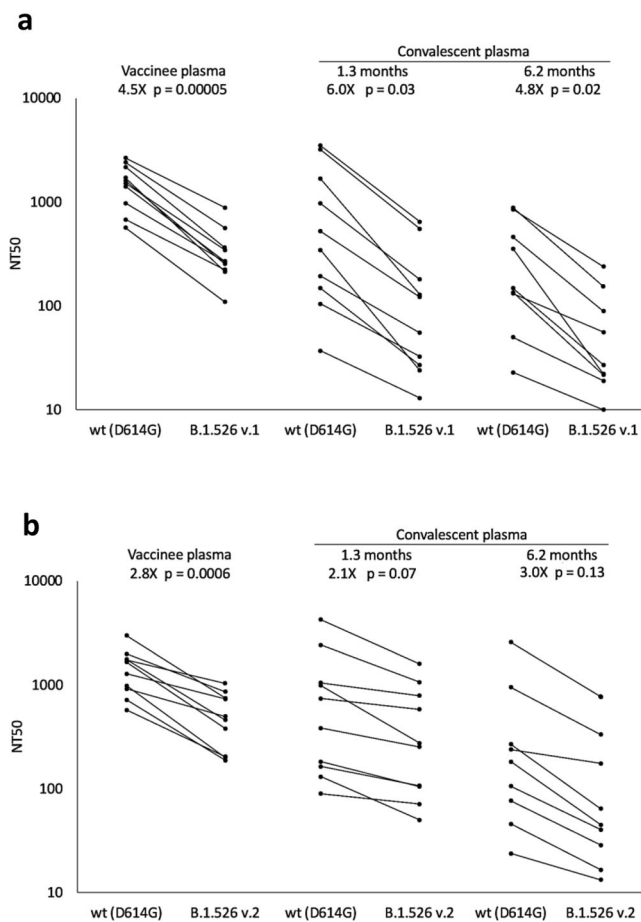 a
Convalescent plasma
Vaccinee plasma 1.3 months 6.2 months
4.5X p = 0.00005 6.0X p = 0.03 4.8X p = 0.02
10000
1000
100
10
NT50
wt (D614G) B.1.526 v.1 wt (D614G) B.1.526 v.1 wt (D614G) B.1.526 v.1
b
Convalescent plasma
Vaccinee plasma 1.3 months 6.2 months
2.8X p = 0.0006 2.1X p = 0.07 3.0X p = 0.13
10000
1000
100
10
NT50
wt (D614G) B.1.526 v.2 wt (D614G) B.1.526 v.2 wt (D614G) B.1.526 v.2